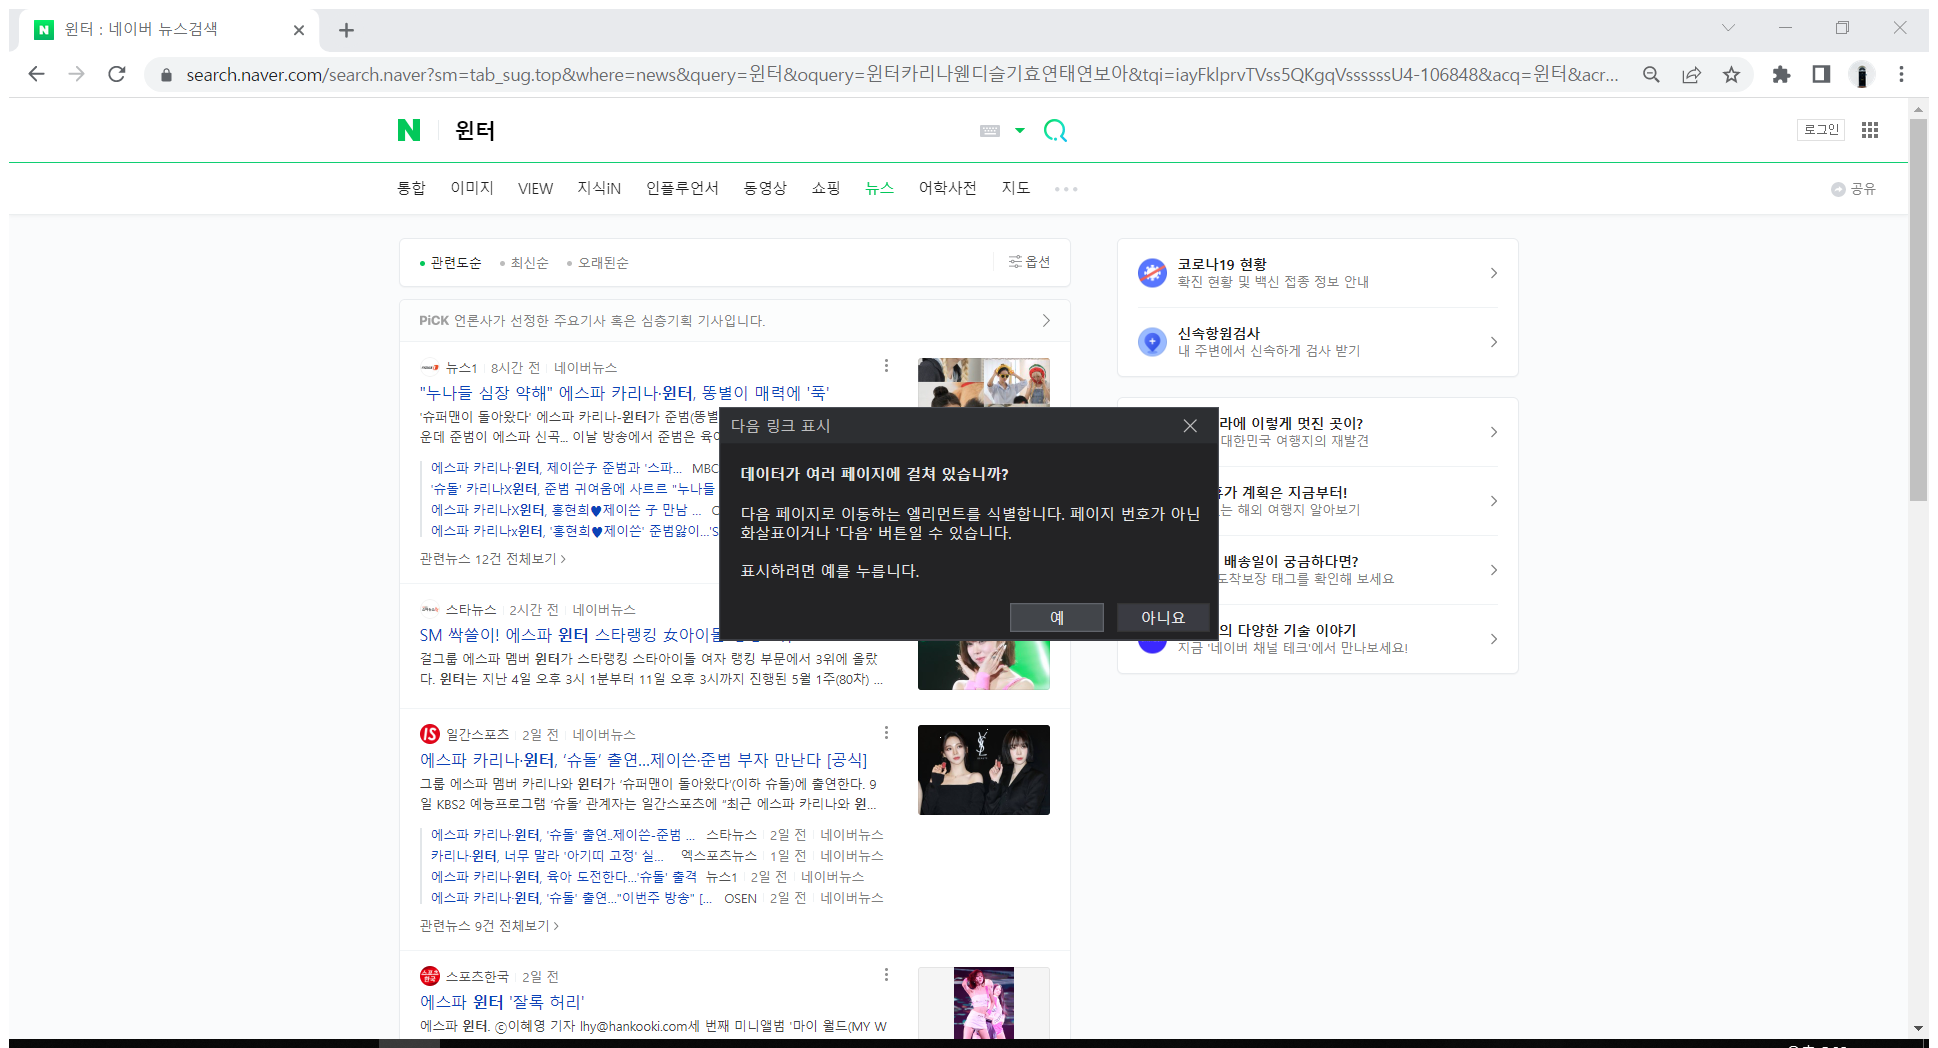 윈터 : 네이버 뉴스검색
search.naver.com/search.naver?sm=tab_sug.top&where=news&query=윈터&oquery=윈터카리나웬디슬기효연태연보아&tqi=iayFklprvTVss5QKgqVssssssU4-106848&acq=윈터&acr...
N 윈터
로그인
통합 이미지 VIEW 지식iN 인플루언서 동영상 쇼핑 뉴스 어학사전 지도
공유
관련도순 최신순 오래된순 옵션
PiCK 언론사가 선정한 주요기사 혹은 심층기획 기사입니다.
뉴스1 8시간 전 네이버뉴스
"누나들 심장 약해" 에스파 카리나·윈터, 똥별이 매력에 '푹'
'슈퍼맨이 돌아왔다' 에스파 카리나-윈터가 준범(똥별
운데 준범이 에스파 신곡... 이날 방송에서 준범은 육아
에스파 카리나·윈터, 제이쓴子 준범과 '스파... MBC
'슈돌' 카리나X윈터, 준범 귀여움에 사르르 "누나들
에스파 카리나X윈터, 홍현희♥제이쓴 子 만남 ...
에스파 카리나x윈터, '홍현희♥제이쓴' 준범앓이...'S
관련뉴스 12건 전체보기
스타뉴스 2시간 전 네이버뉴스
SM 싹쓸이! 에스파 윈터 스타랭킹 女아이돌
걸그룹 에스파 멤버 윈터가 스타랭킹 스타아이돌 여자 랭킹 부문에서 3위에 올랐
다. 윈터는 지난 4일 오후 3시 1분부터 11일 오후 3시까지 진행된 5월 1주(80차) ...
IS 일간스포츠 2일 전 네이버뉴스
에스파 카리나·윈터, ‘슈돌’ 출연…제이쓴·준범 부자 만난다 [공식]
그룹 에스파 멤버 카리나와 윈터가 ‘슈퍼맨이 돌아왔다’(이하 슈돌)에 출연한다. 9
일 KBS2 예능프로그램 ‘슈돌’ 관계자는 일간스포츠에 “최근 에스파 카리나와 윈...
에스파 카리나·윈터, '슈돌' 출연..제이쓴-준범 ... 스타뉴스 2일 전 네이버뉴스
카리나·윈터, 너무 말라 '아기띠 고정' 실... 엑스포츠뉴스 1일 전 네이버뉴스
에스파 카리나·윈터, 육아 도전한다…'슈돌' 출격 뉴스1 2일 전 네이버뉴스
에스파 카리나·윈터, '슈돌' 출연..."이번주 방송" [... OSEN 2일 전 네이버뉴스
관련뉴스 9건 전체보기
스포츠한국 스포츠한국 2일 전
에스파 윈터 '잘록 허리'
에스파 윈터. ⓒ이혜영 기자 lhy@hankooki.com세 번째 미니앨범 '마이 월드(MY W
코로나19 현황
확진 현황 및 백신 접종 정보 안내
신속항원검사
내 주변에서 신속하게 검사 받기
라에 이렇게 멋진 곳이?
대한민국 여행지의 재발견
휴가 계획은 지금부터!
는 해외 여행지 알아보기
배송일이 궁금하다면?
도착보장 태그를 확인해 보세요
의 다양한 기술 이야기
지금 '네이버 채널 테크'에서 만나보세요!
다음 링크 표시
데이터가 여러 페이지에 걸쳐 있습니까?
다음 페이지로 이동하는 엘리먼트를 식별합니다. 페이지 번호가 아닌
화살표이거나 '다음' 버튼일 수 있습니다.
표시하려면 예를 누릅니다.
예 아니요